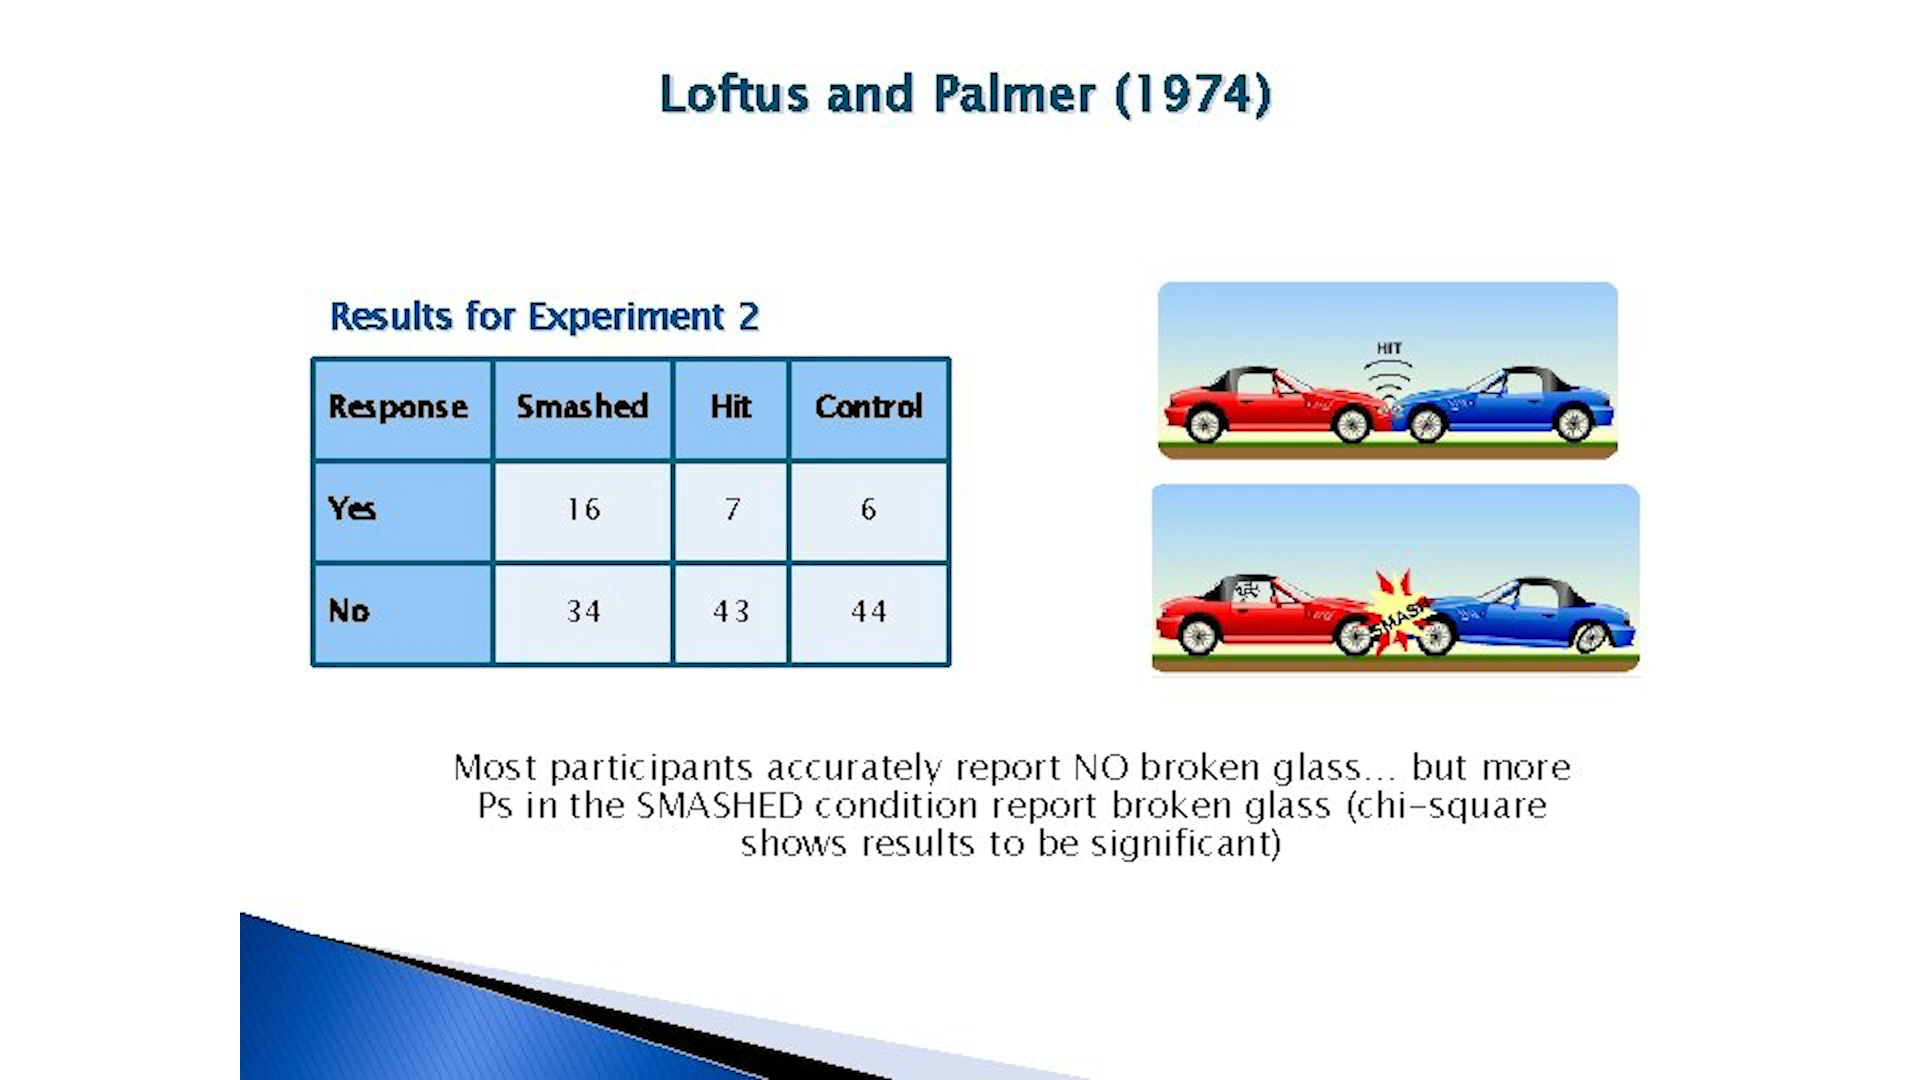 Loftus and Palmer (1974)
Results for Experiment 2
Response Smashed Hit Control
Yes 16 7 6
No 34 43 44
HIT
SMASH
Most participants accurately report NO broken glass... but more
Ps in the SMASHED condition report broken glass (chi-square
shows results to be significant)